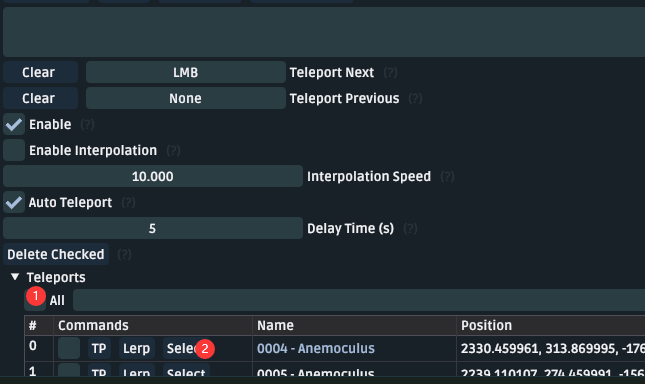 Clear LMB Teleport Next (?)
Clear None Teleport Previous (?)
Enable (?)
Enable Interpolation (?)
10.000 Interpolation Speed (?)
Auto Teleport (?)
5 Delay Time (s) (?)
Delete Checked (?)
Teleports
1 All
# Commands Name Position
0 TP Lerp 2 0004 - Anemoculus 2330.459961, 313.869995, -176
1 TP Lerp Select 0005 - Anemoculus 2239.110107, 274.459991, -156